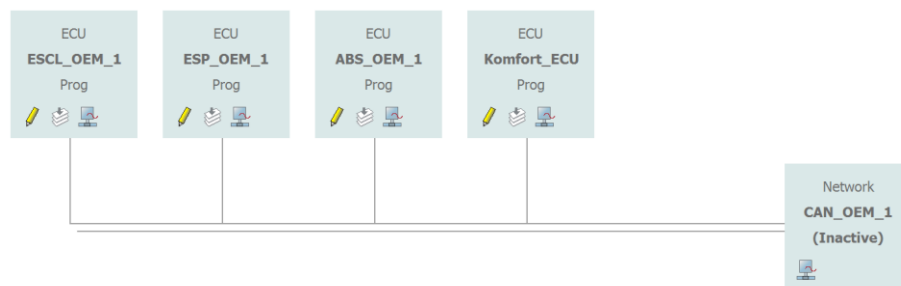 ECU
ESCL_OEM_1
Prog
ECU
ESP_OEM_1
Prog
ECU
ABS_OEM_1
Prog
ECU
Komfort_ECU
Prog
Network
CAN_OEM_1
(Inactive)